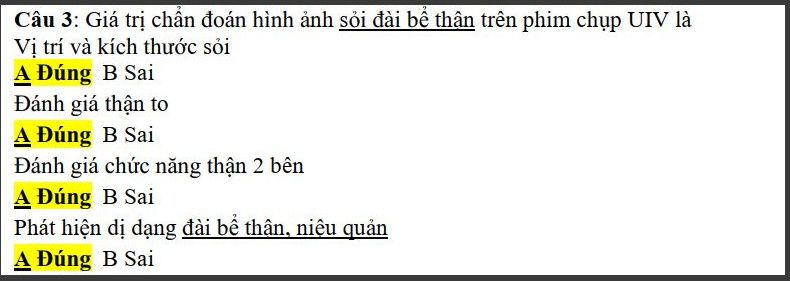 Câu 3: Giá trị chẩn đoán hình ảnh sỏi đài bể thận trên phim chụp UIV là
Vị trí và kích thước sỏi
A Đúng B Sai
Đánh giá thận to
A Đúng B Sai
Đánh giá chức năng thận 2 bên
A Đúng B Sai
Phát hiện dị dạng đài bể thận, niệu quản
A Đúng B Sai